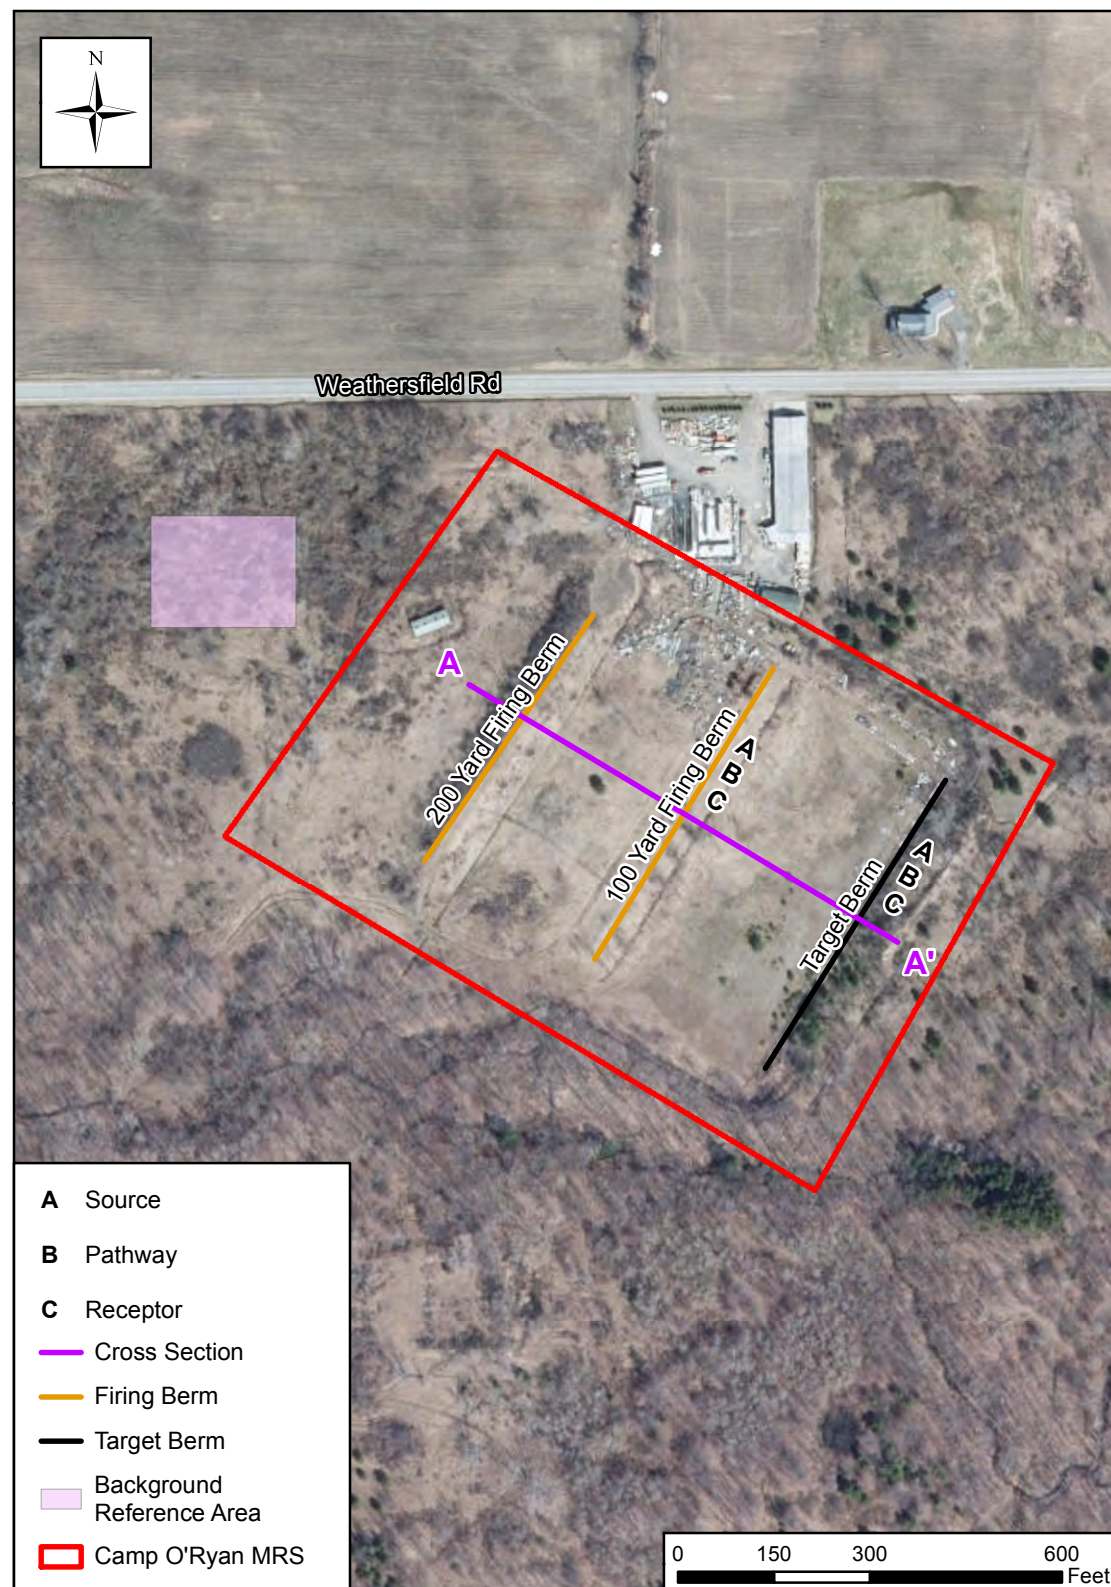 N
Weathersfield Rd
A
200 Yard Firing Berm
100 Yard Firing Berm
A
B
C
Target Berm
A
B
C
A'
A Source
B Pathway
C Receptor
Cross Section
Firing Berm
Target Berm
Background
Reference Area
Camp O'Ryan MRS
0 150 300 600
Feet